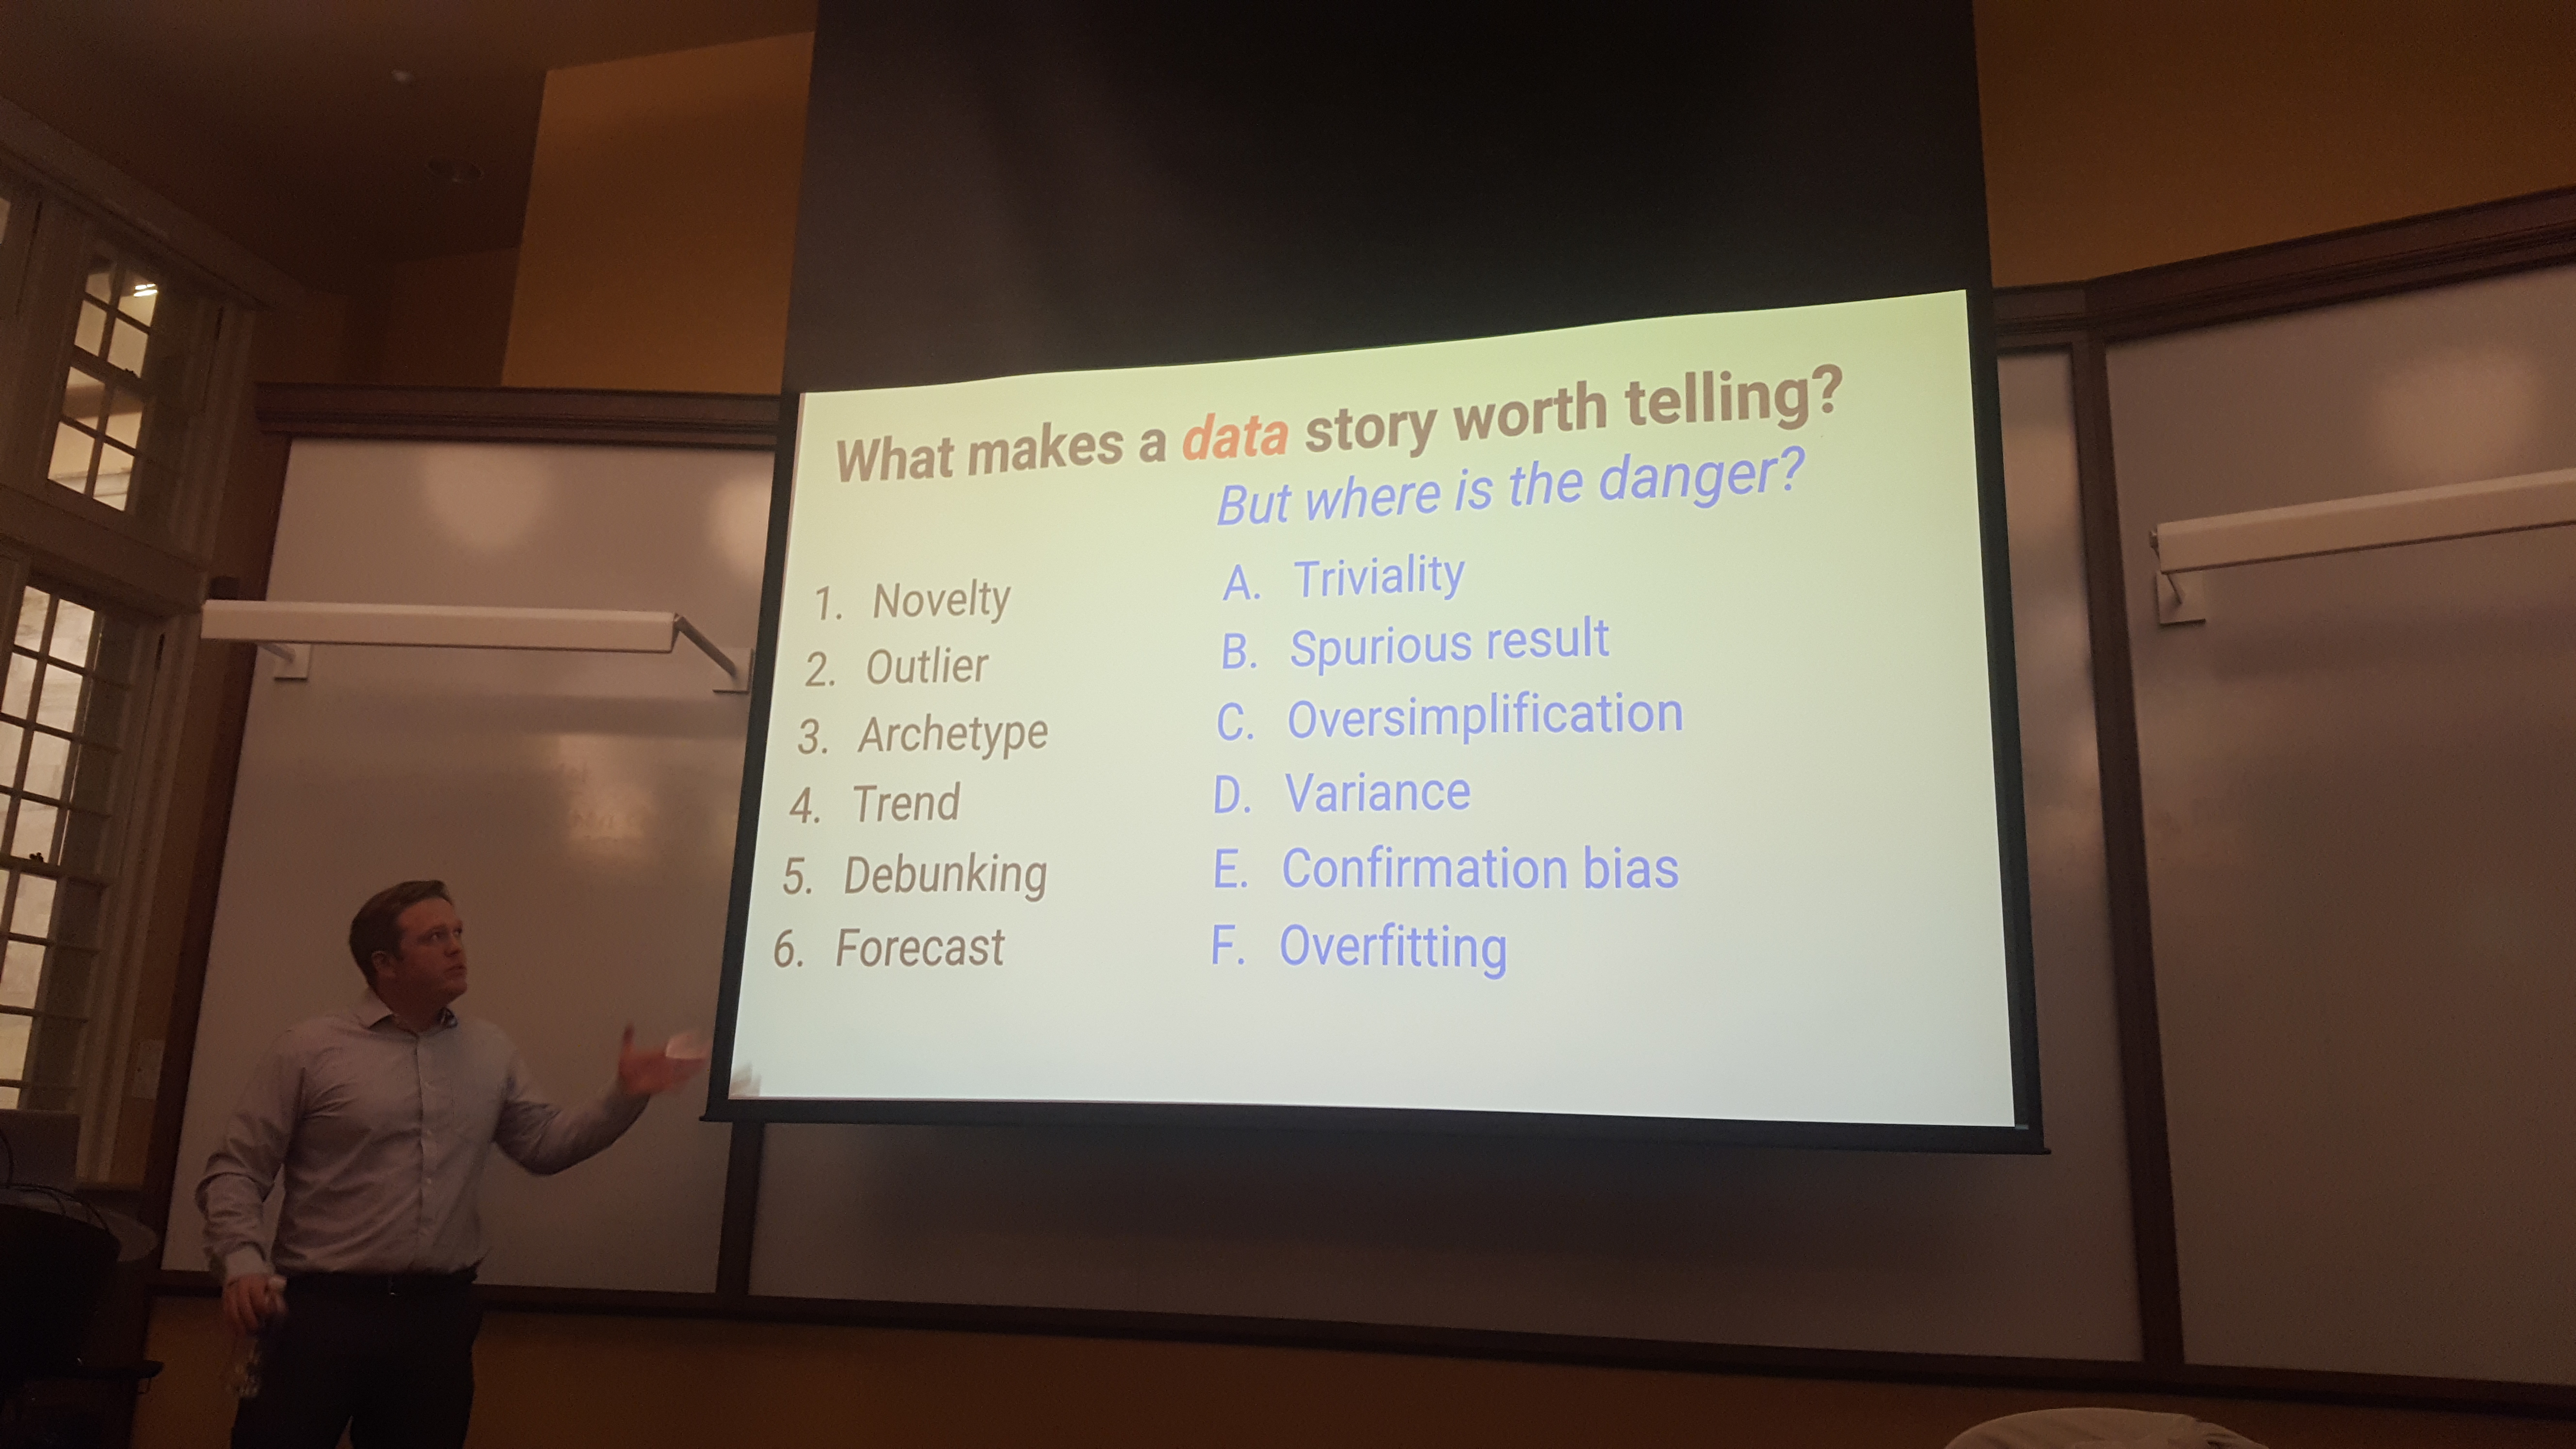 What makes a data story worth telling?
But where is the danger?
1. Novelty
2. Outlier
3. Archetype
4. Trend
5. Debunking
6. Forecast
A. Triviality
B. Spurious result
C. Oversimplification
D. Variance
E. Confirmation bias
F. Overfitting